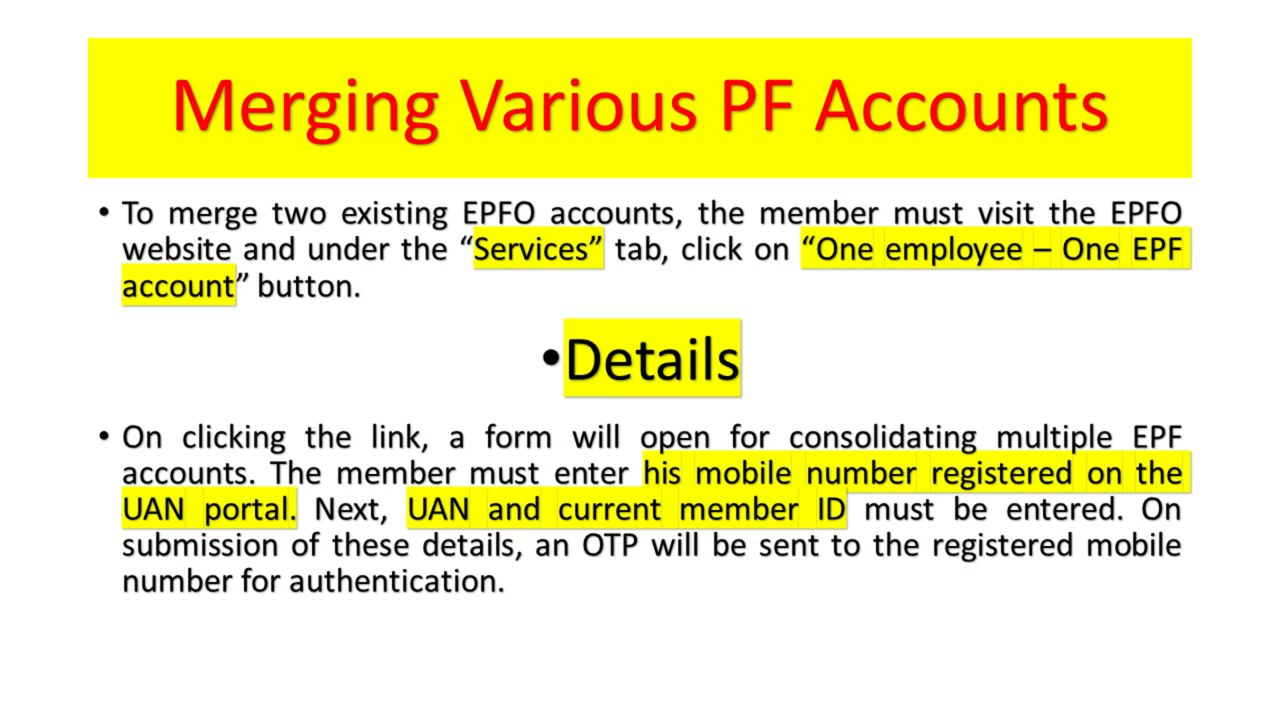 Merging Various PF Accounts
• To merge two existing EPFO accounts, the member must visit the EPFO
website and under the “Services” tab, click on “One employee – One EPF
account” button.
•Details
• On clicking the link, a form will open for consolidating multiple EPF
accounts. The member must enter his mobile number registered on the
UAN portal. Next, UAN and current member ID must be entered. On
submission of these details, an OTP will be sent to the registered mobile
number for authentication.